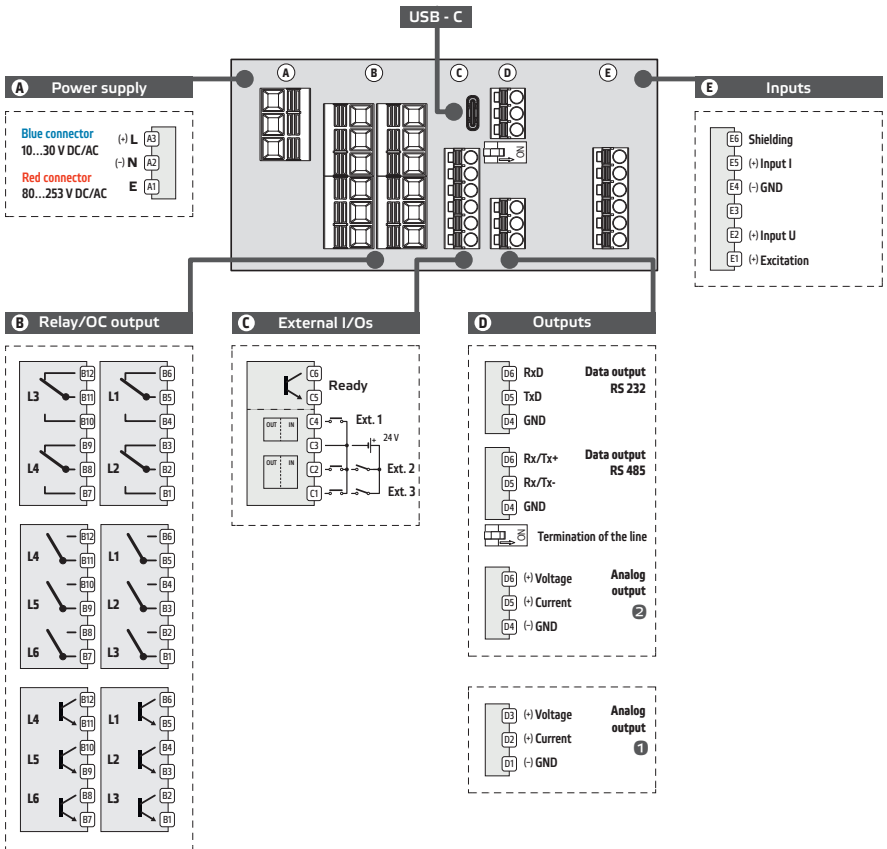 USB - C
A
B
C
D
E
NO
A Power supply
Blue connector
10...30 V DC/AC
Red connector
80...253 V DC/AC
(+) L A3
(-) N A2
E A1
E Inputs
E6 Shielding
E5 (+) Input I
E4 (-) GND
E3
E2 (+) Input U
E1 (+) Excitation
B Relay/OC output
L3
B12
B11
B10
L4
B9
B8
B7
L1
B6
B5
B4
L2
B3
B2
B1
L4
B12
B11
L5
B10
B9
L6
B8
B7
L1
B6
B5
L2
B4
B3
L3
B2
B1
L4
B12
B11
L5
B10
B9
L6
B8
B7
L1
B6
B5
L2
B4
B3
L3
B2
B1
C External I/Os
C6
Ready
C5
OUT IN
C4 Ext. 1
C3 + 24 V
OUT IN
C2 Ext. 2
C1 Ext. 3
D Outputs
D6 RxD
D5 TxD
D4 GND
Data output
RS 232
D6 Rx/Tx+
D5 Rx/Tx-
D4 GND
Data output
RS 485
NO Termination of the line
D6 (+) Voltage
D5 (+) Current
D4 (-) GND
Analog
output
2
D3 (+) Voltage
D2 (+) Current
D1 (-) GND
Analog
output
1